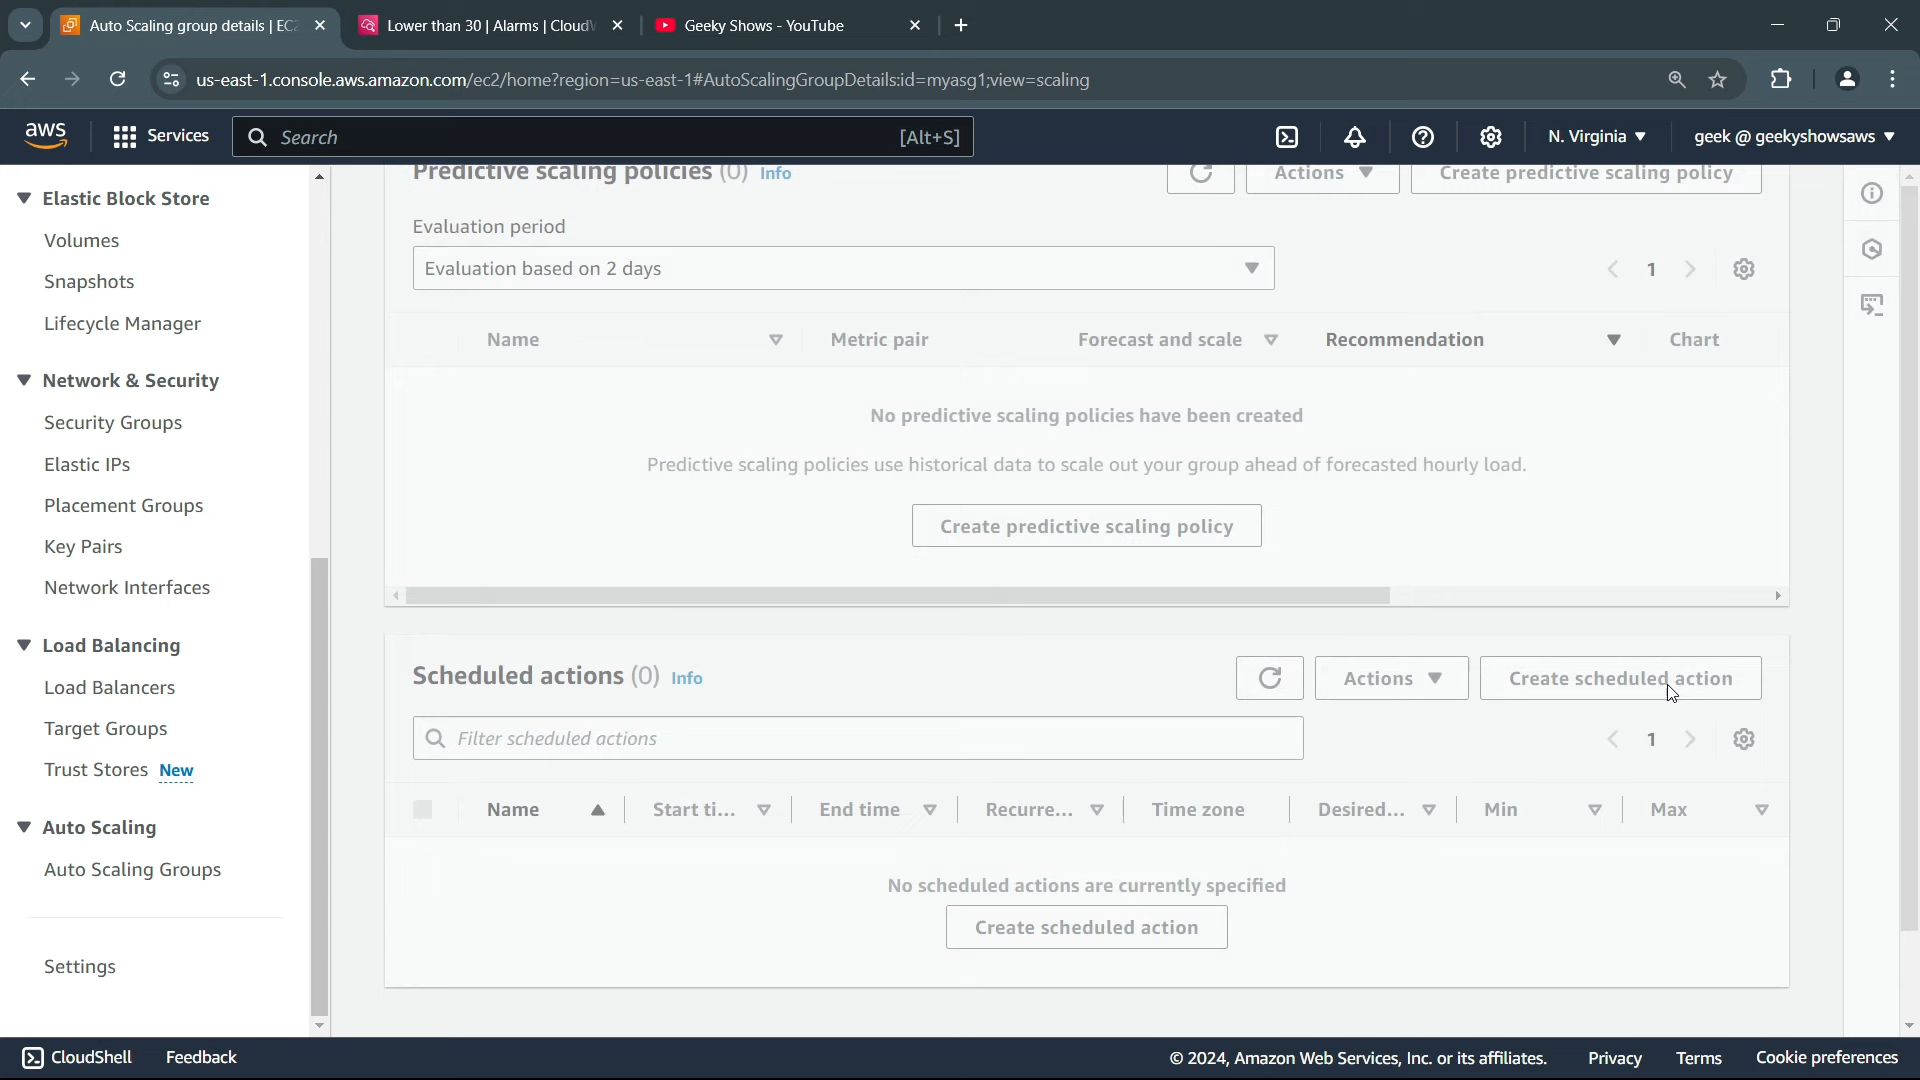 Auto Scaling group details | EC2
Lower than 30 | Alarms | Cloud
Geeky Shows - YouTube
us-east-1.console.aws.amazon.com/ec2/home?region=us-east-1#AutoScalingGroupDetails:id=myasg1;view=scaling
aws
Services
Search
[Alt+S]
N. Virginia
geek @ geekyshowsaws
Elastic Block Store
Volumes
Snapshots
Lifecycle Manager
Network & Security
Security Groups
Elastic IPs
Placement Groups
Key Pairs
Network Interfaces
Load Balancing
Load Balancers
Target Groups
Trust Stores New
Auto Scaling
Auto Scaling Groups
Settings
Predictive scaling policies (0) Info
Actions
Create predictive scaling policy
Evaluation period
Evaluation based on 2 days
1
Name
Metric pair
Forecast and scale
Recommendation
Chart
No predictive scaling policies have been created
Predictive scaling policies use historical data to scale out your group ahead of forecasted hourly load.
Create predictive scaling policy
Scheduled actions (0) Info
Actions
Create scheduled action
Filter scheduled actions
1
Name
Start ti...
End time
Recurre...
Time zone
Desired...
Min
Max
No scheduled actions are currently specified
Create scheduled action
CloudShell
Feedback
© 2024, Amazon Web Services, Inc. or its affiliates.
Privacy
Terms
Cookie preferences